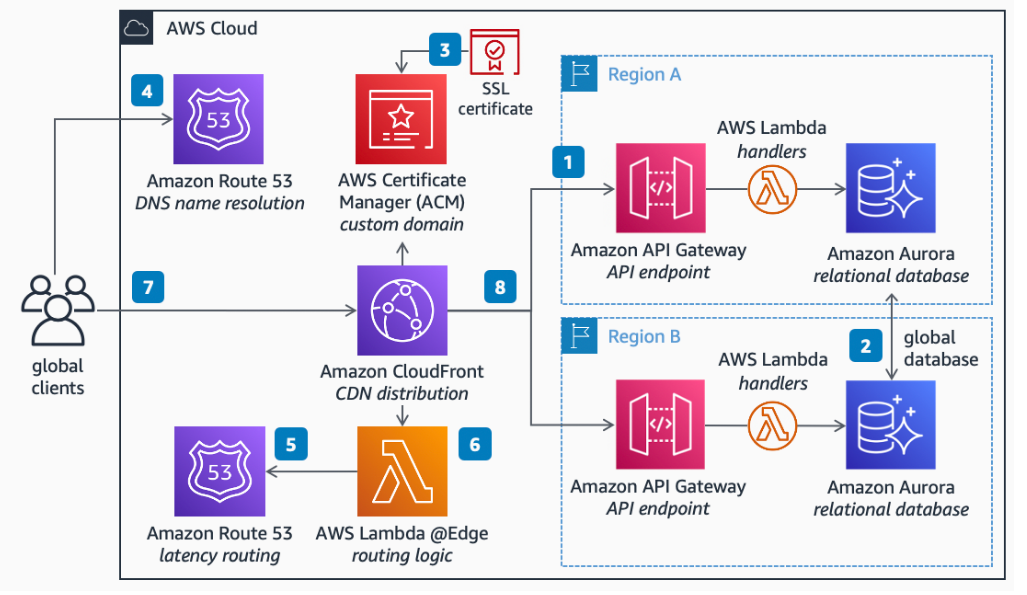 AWS Cloud
3
SSL
certificate
4
53
Amazon Route 53
DNS name resolution
AWS Certificate
Manager (ACM)
custom domain
Region A
1
AWS Lambda
handlers
</>
Amazon API Gateway
API endpoint
Amazon Aurora
relational database
7
global
clients
8
Amazon CloudFront
CDN distribution
2
global
database
Region B
AWS Lambda
handlers
</>
Amazon API Gateway
API endpoint
Amazon Aurora
relational database
5
6
53
Amazon Route 53
latency routing
AWS Lambda @Edge
routing logic